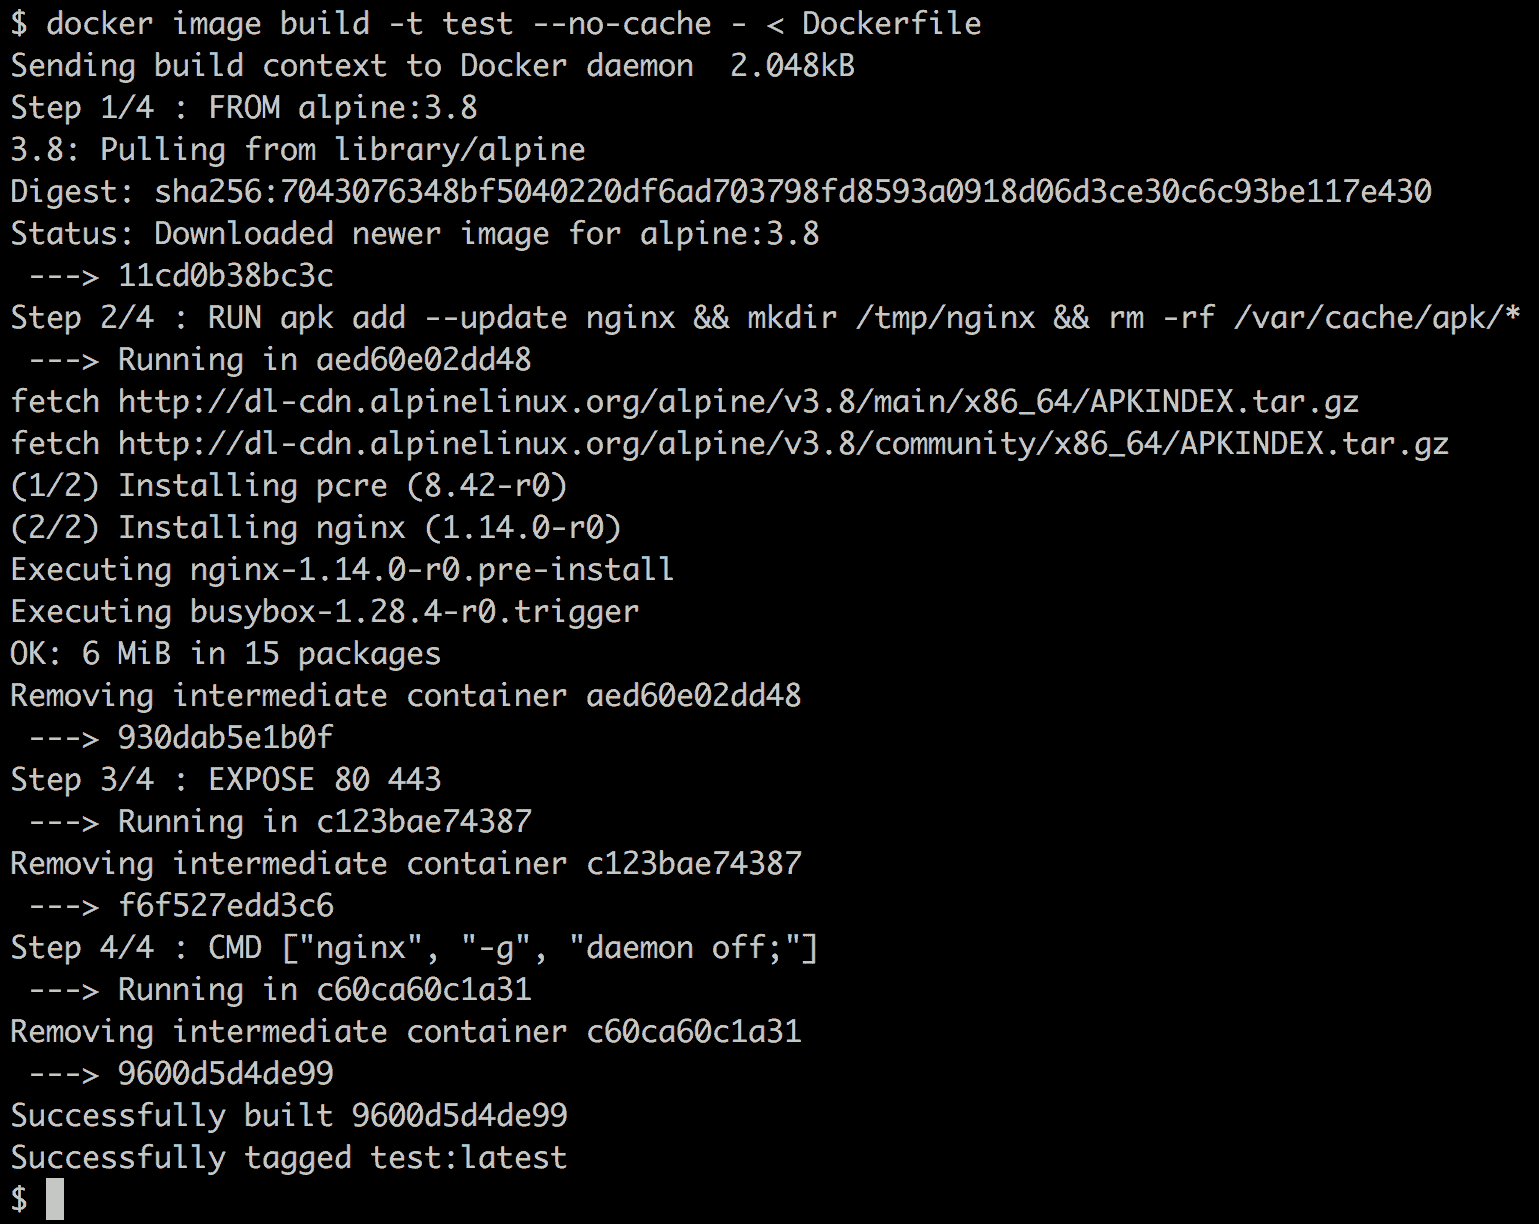 $ docker image build -t test --no-cache - < Dockerfile
Sending build context to Docker daemon  2.048kB
Step 1/4 : FROM alpine:3.8
3.8: Pulling from library/alpine
Digest: sha256:7043076348bf5040220df6ad703798fd8593a0918d06d3ce30c6c93be117e430
Status: Downloaded newer image for alpine:3.8
 ---> 11cd0b38bc3c
Step 2/4 : RUN apk add --update nginx && mkdir /tmp/nginx && rm -rf /var/cache/apk/*
 ---> Running in aed60e02dd48
fetch http://dl-cdn.alpinelinux.org/alpine/v3.8/main/x86_64/APKINDEX.tar.gz
fetch http://dl-cdn.alpinelinux.org/alpine/v3.8/community/x86_64/APKINDEX.tar.gz
(1/2) Installing pcre (8.42-r0)
(2/2) Installing nginx (1.14.0-r0)
Executing nginx-1.14.0-r0.pre-install
Executing busybox-1.28.4-r0.trigger
OK: 6 MiB in 15 packages
Removing intermediate container aed60e02dd48
 ---> 930dab5e1b0f
Step 3/4 : EXPOSE 80 443
 ---> Running in c123bae74387
Removing intermediate container c123bae74387
 ---> f6f527edd3c6
Step 4/4 : CMD ["nginx", "-g", "daemon off;"]
 ---> Running in c60ca60c1a31
Removing intermediate container c60ca60c1a31
 ---> 9600d5d4de99
Successfully built 9600d5d4de99
Successfully tagged test:latest
$